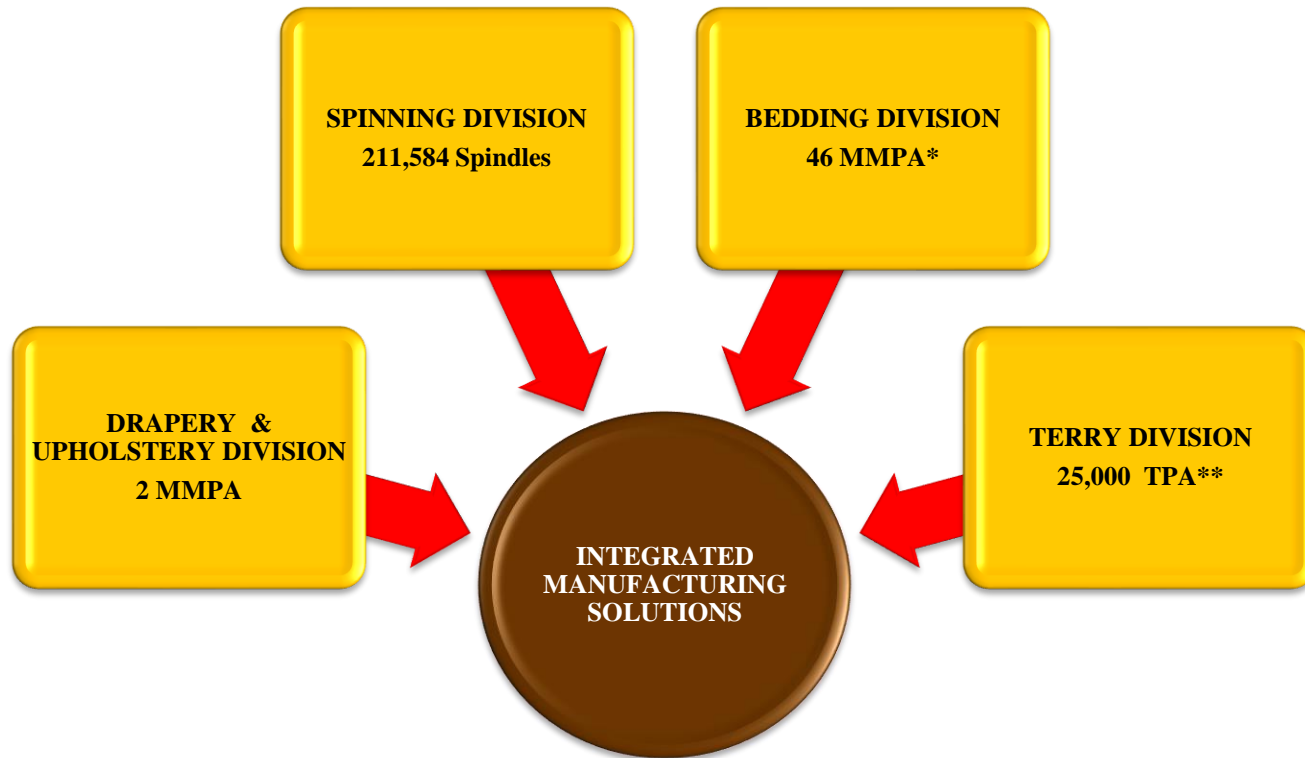 SPINNING DIVISION
211,584 Spindles
BEDDING DIVISION
46 MMPA*
DRAPERY &
UPHOLSTERY DIVISION
2 MMPA
TERRY DIVISION
25,000 TPA**
INTEGRATED
MANUFACTURING
SOLUTIONS